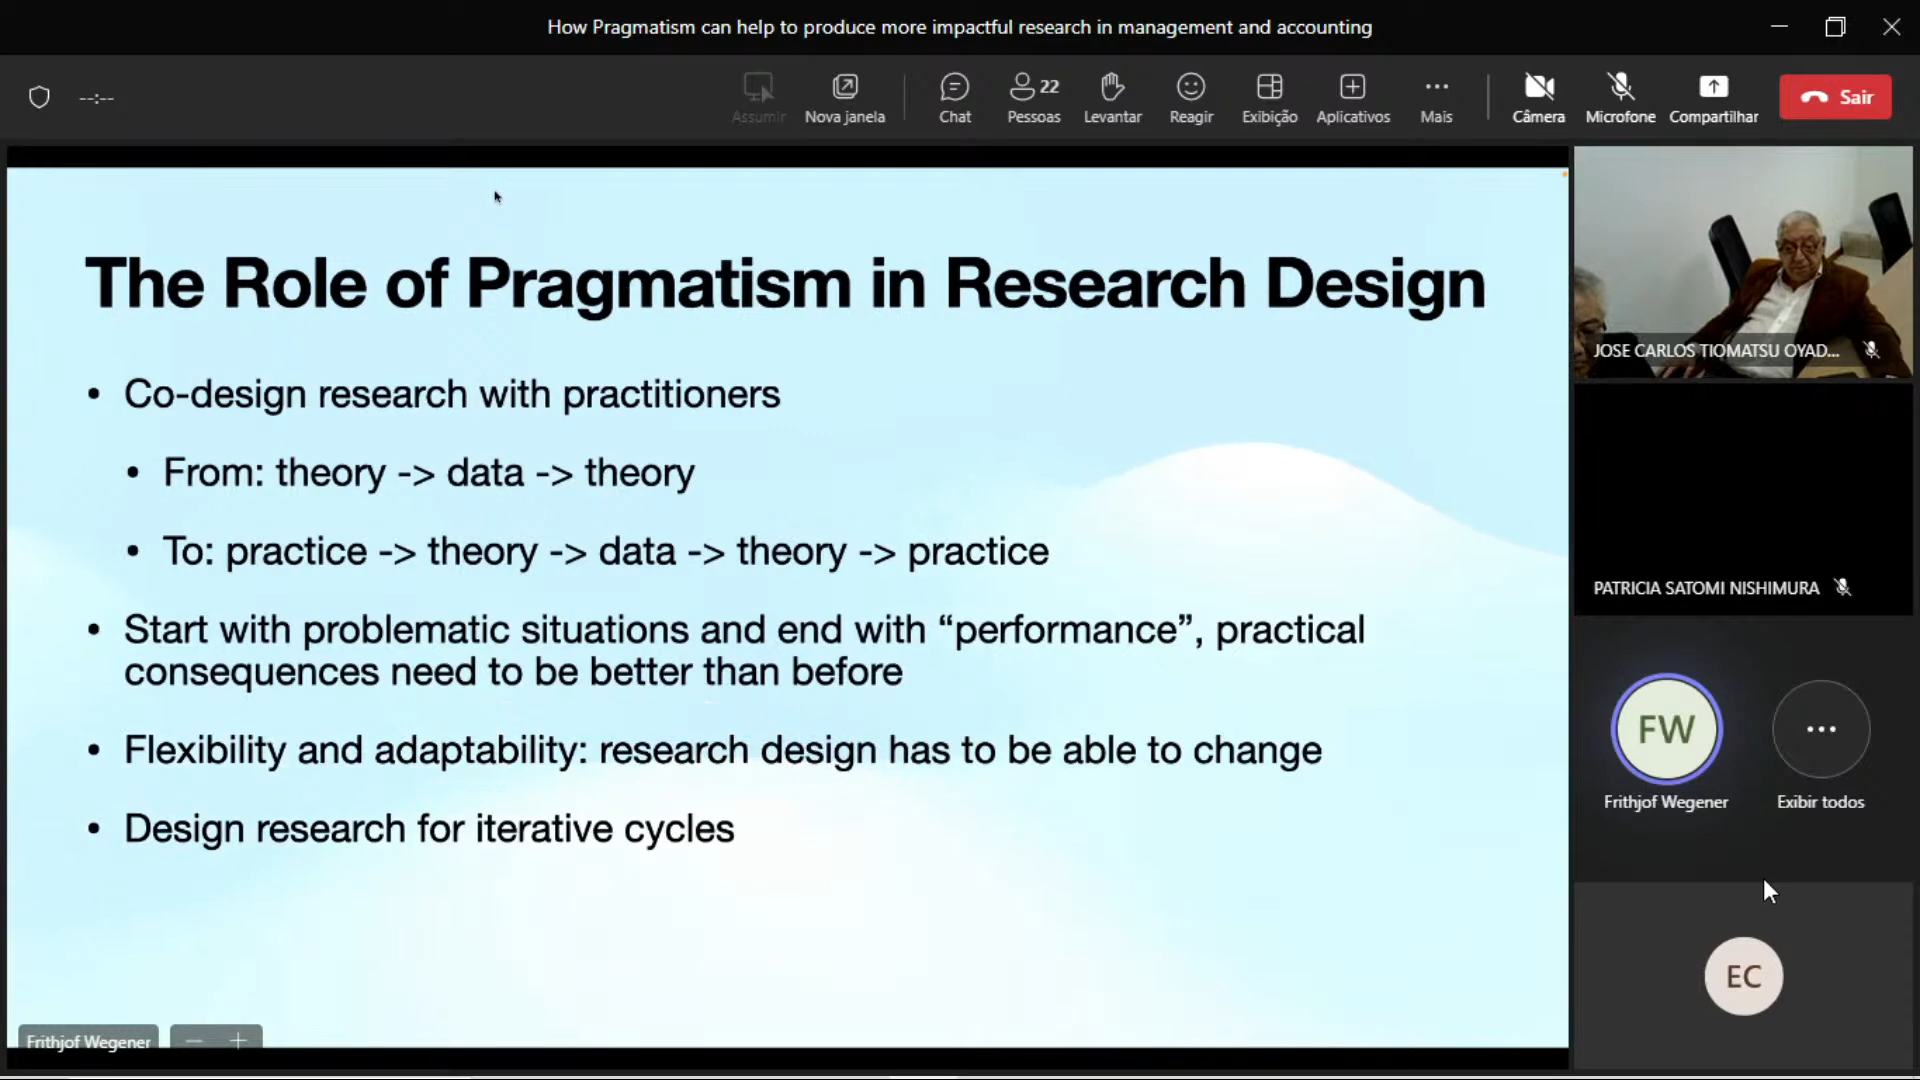 How Pragmatism can help to produce more impactful research in management and accounting
--:--
Assumir
Nova janela
Chat
22
Pessoas
Levantar
Reagir
Exibição
Aplicativos
Mais
Câmera
Microfone
Compartilhar
Sair
The Role of Pragmatism in Research Design
• Co-design research with practitioners
• From: theory -> data -> theory
• To: practice -> theory -> data -> theory -> practice
• Start with problematic situations and end with “performance”, practical
consequences need to be better than before
• Flexibility and adaptability: research design has to be able to change
• Design research for iterative cycles
Frithjof Wegener
JOSE CARLOS TIOMATSU OYAD...
PATRICIA SATOMI NISHIMURA
FW
Frithjof Wegener
Exibir todos
EC